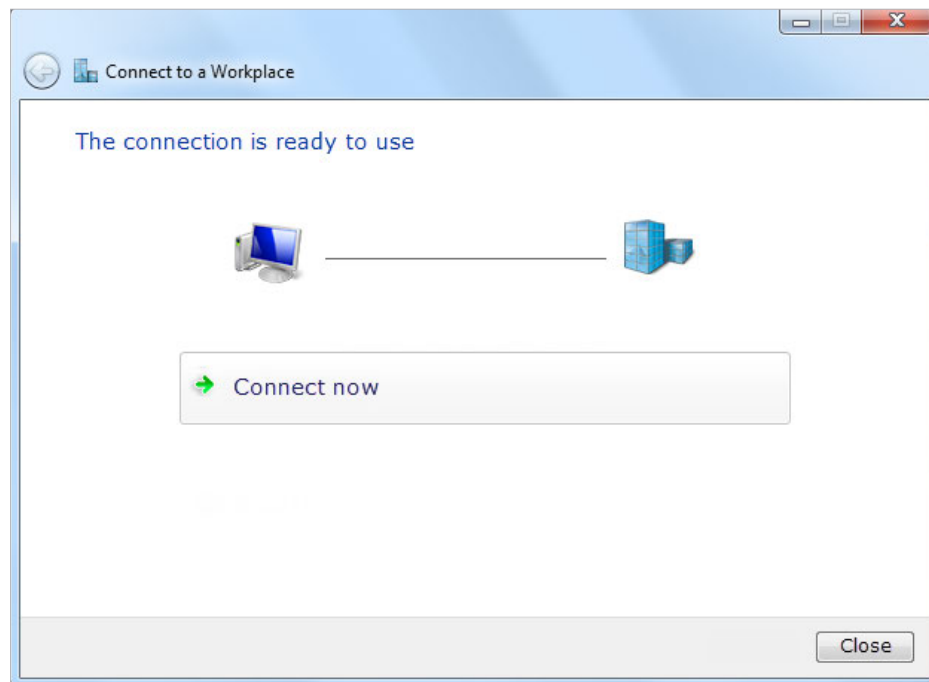 Connect to a Workplace
The connection is ready to use
Connect now
Close